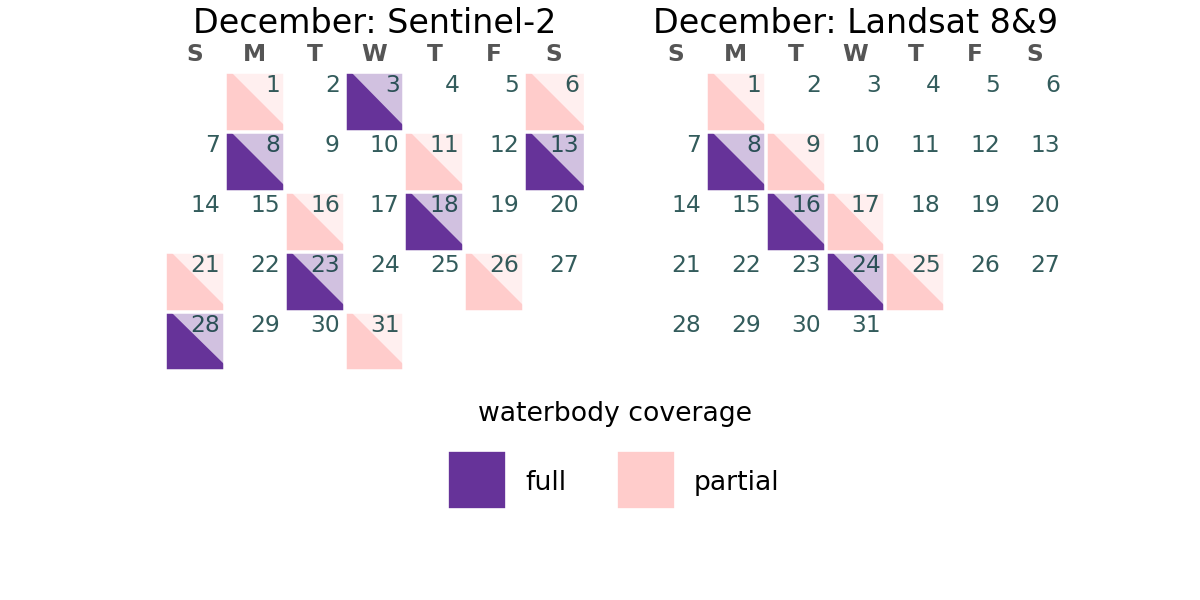 December: Sentinel-2
S M T W T F S
1 2 3 4 5 6
7 8 9 10 11 12 13
14 15 16 17 18 19 20
21 22 23 24 25 26 27
28 29 30 31
December: Landsat 8&9
S M T W T F S
1 2 3 4 5 6
7 8 9 10 11 12 13
14 15 16 17 18 19 20
21 22 23 24 25 26 27
28 29 30 31
waterbody coverage
full partial